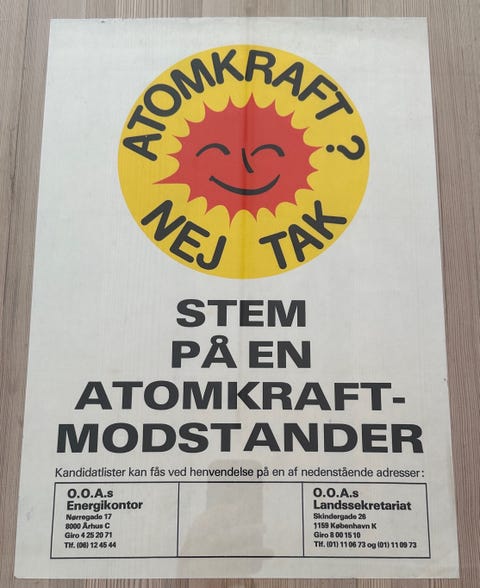 ATOMKRAFT?
NEJ TAK
STEM
PÅ EN
ATOMKRAFT-
MODSTANDER
Kandidatlister kan fås ved henvendelse på en af nedenstående adresser:
O.O.A.s
Energikontor
Nørregade 17
8000 Århus C
Giro 4 25 20 71
Tlf. (06) 12 45 44
O.O.A.s
Landssekretariat
Skindergade 26
1159 København K
Giro 8 00 15 10
Tlf. (01) 11 06 73 og (01) 11 09 73